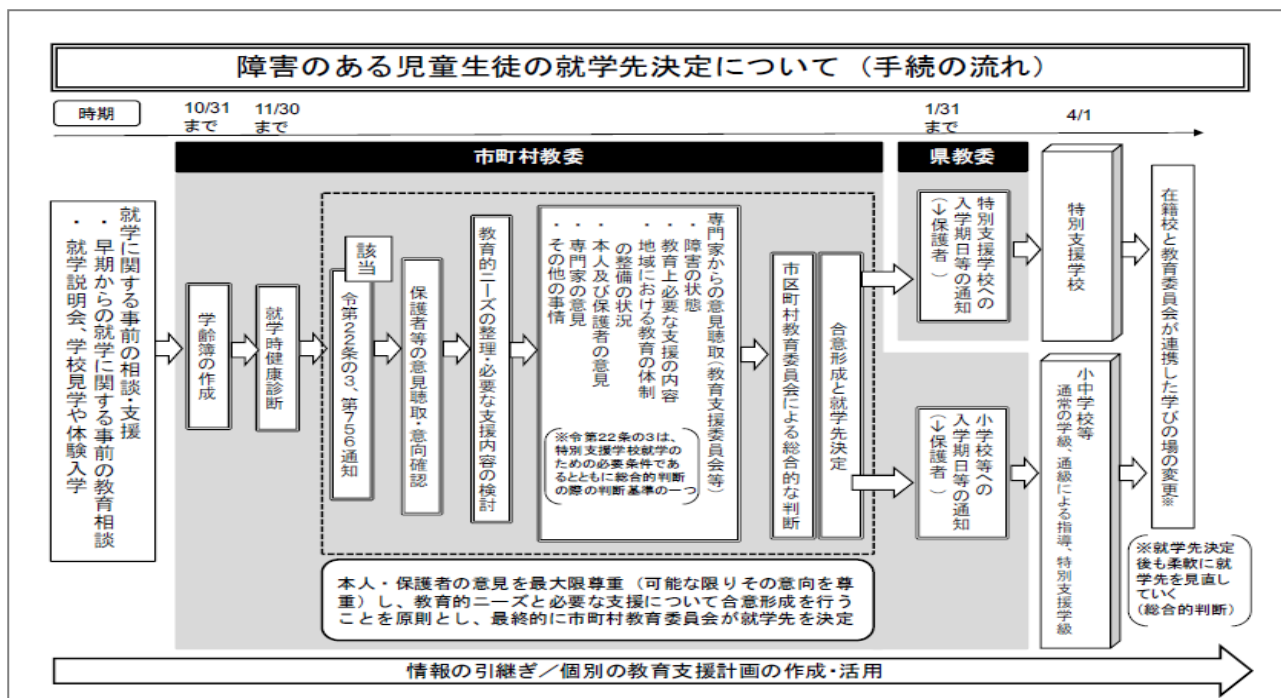 障害のある児童生徒の就学先決定について（手続の流れ）
時期
10/31
まで
11/30
まで
1/31
まで
4/1
市町村教委
県教委
就学に関する事前の相談・支援
・早期からの就学に関する事前の教育相談
・就学説明会、学校見学や体験入学
学齢簿の作成
就学時健康診断
該当
令第22条の3、第756通知
保護者等の意見聴取・意向確認
教育的ニーズの整理・必要な支援内容の検討
専門家からの意見聴取（教育支援委員会等）
・障害の状態
・教育上必要な支援の内容
・地域における教育の体制、
の整備の状況
・本人及び保護者の意見、
・専門家の意見
・その他の事情
※令第22条の3は、
特別支援学校就学の
ための必要条件であ
るとともに総合的判断
の際の判断基準の一つ
市区町村教育委員会による総合的な判断
合意形成と就学先決定
特別支援学校への
入学期日等の通知
（↓保護者）
小学校等への
入学期日等の通知
（↓保護者）
特別支援学校
小中学校等
通常の学級、通級による指導、特別支援学級
在籍校と教育委員会が連携した学びの場の変更※
※就学先決定
後も柔軟に就
学先を見直し
ていく
（総合的判断）
本人・保護者の意見を最大限尊重（可能な限りその意向を尊
重）し、教育的ニーズと必要な支援について合意形成を行う
ことを原則とし、最終的に市町村教育委員会が就学先を決定
情報の引継ぎ／個別の教育支援計画の作成・活用